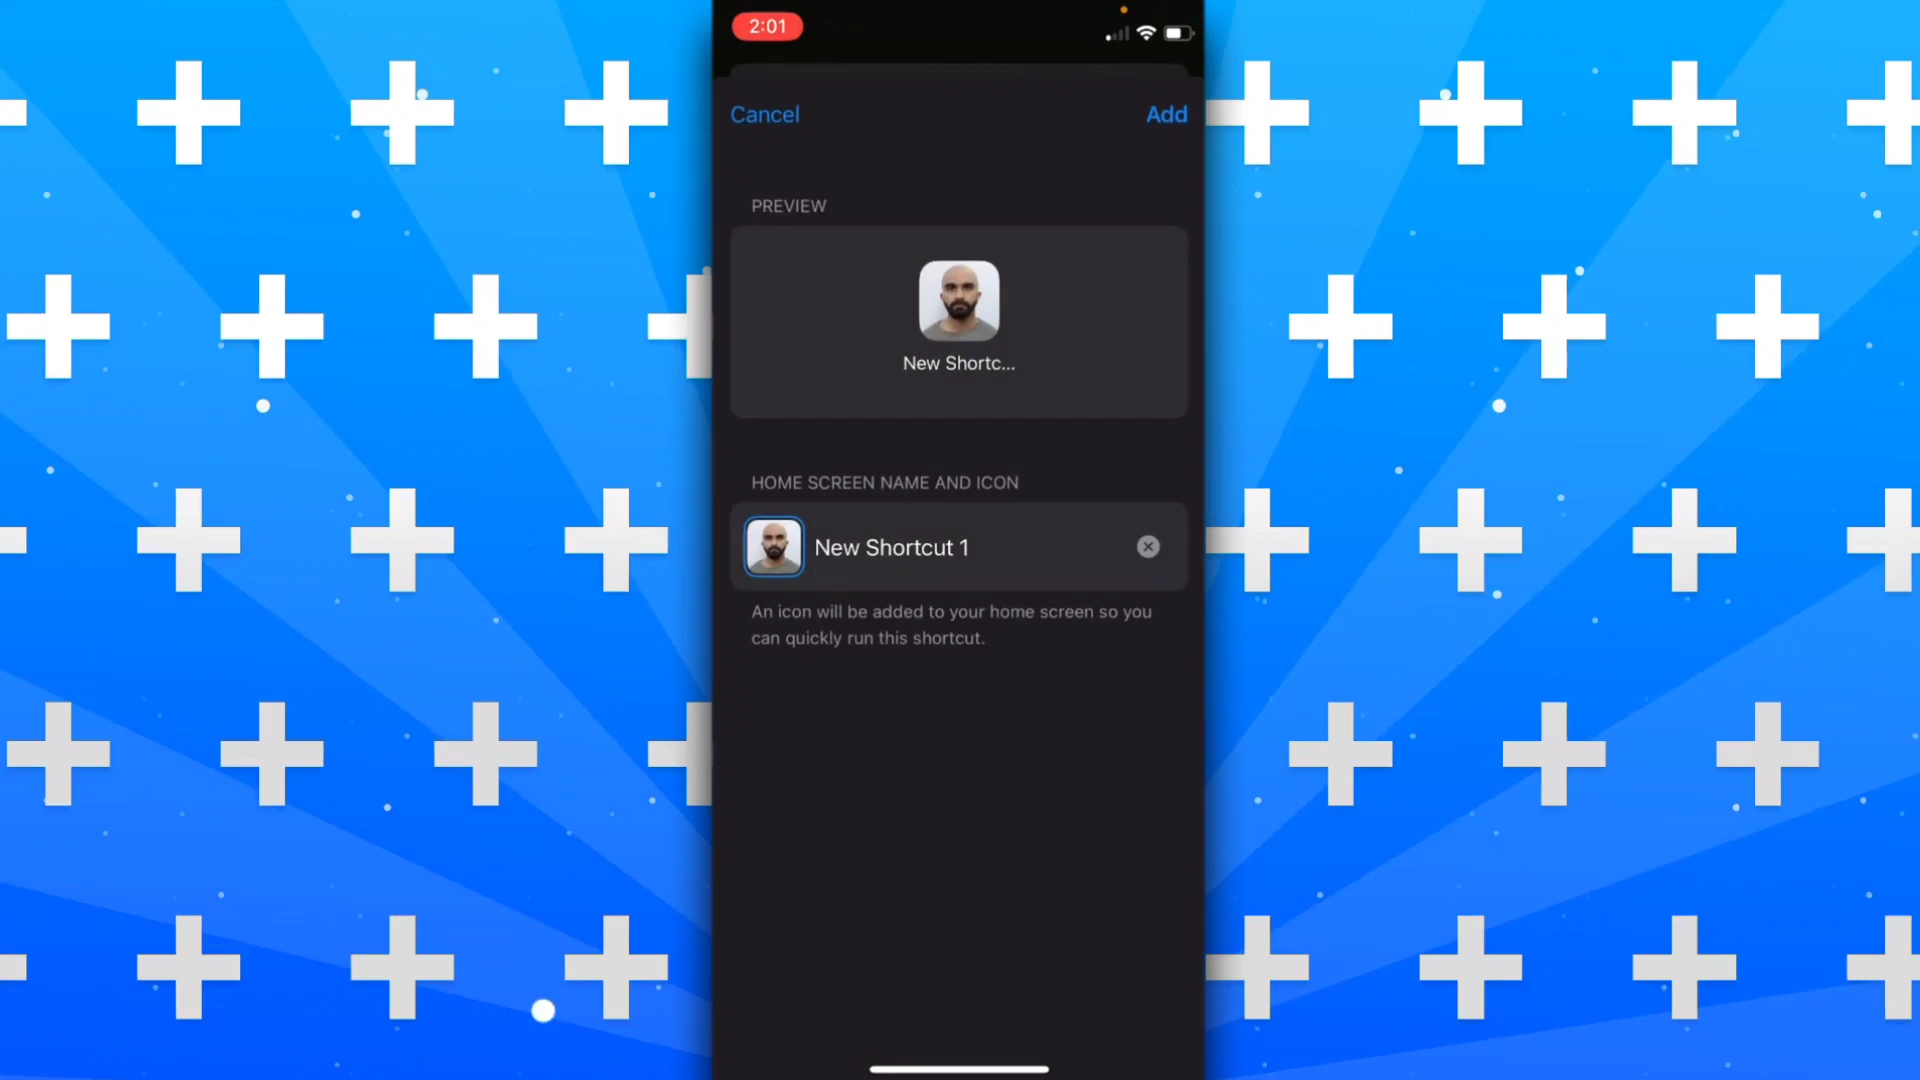 2:01
Cancel
Add
PREVIEW
New Shortc...
HOME SCREEN NAME AND ICON
New Shortcut 1
An icon will be added to your home screen so you
can quickly run this shortcut.